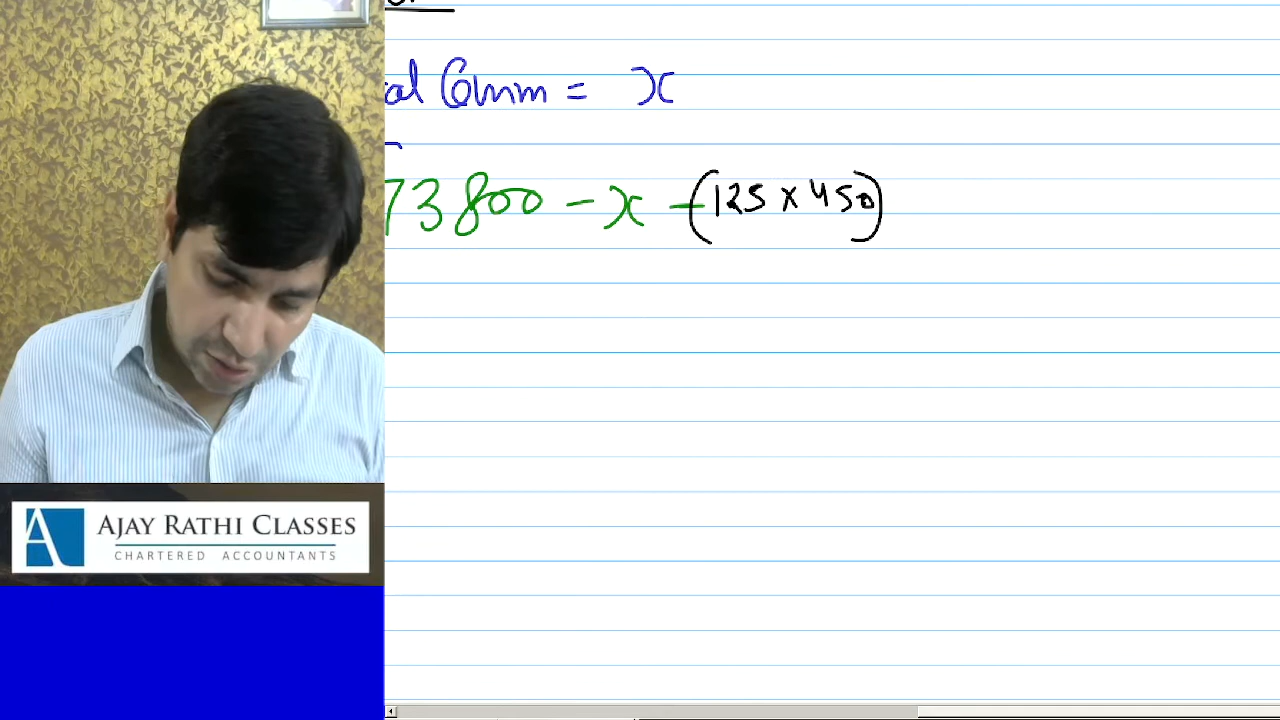 al Comm = x
73800 - x - (125 x 450)
AJAY RATHI CLASSES
CHARTERED ACCOUNTANTS